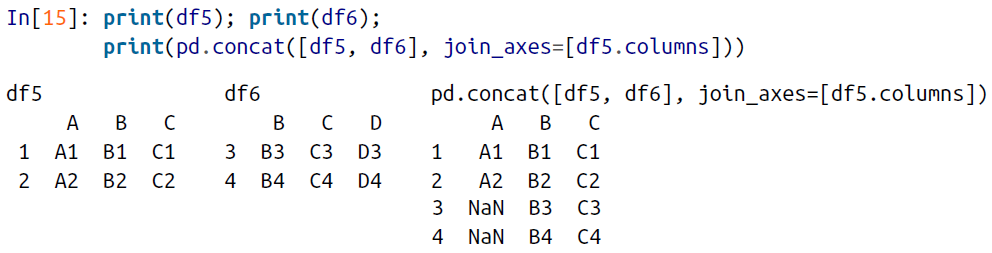 In[15]: print(df5); print(df6);
print(pd.concat([df5, df6], join_axes=[df5.columns]))
df5 df6 pd.concat([df5, df6], join_axes=[df5.columns])
A B C B C D A B C
1 A1 B1 C1 3 B3 C3 D3 1 A1 B1 C1
2 A2 B2 C2 4 B4 C4 D4 2 A2 B2 C2
3 NaN B3 C3
4 NaN B4 C4